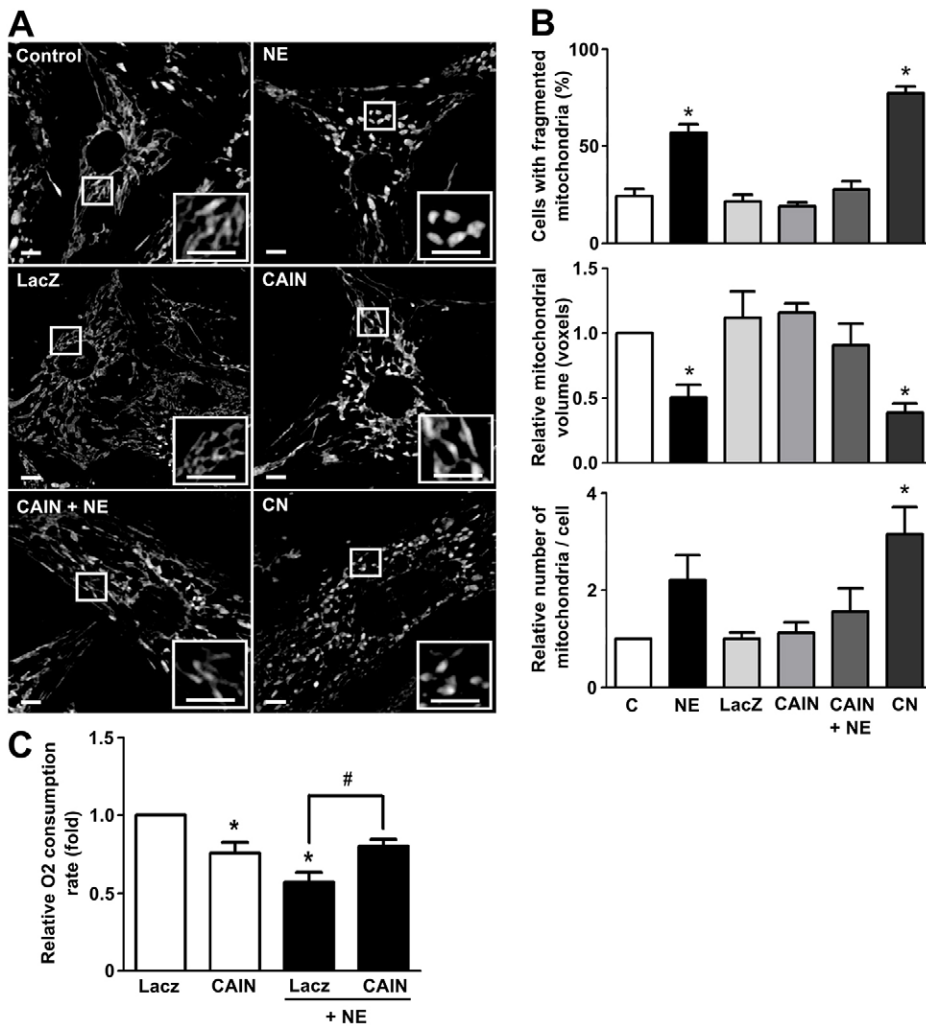 A
Control
NE
LacZ
CAIN
CAIN + NE
CN
B
Cells with fragmented
mitochondria (%)
100
50
0
*
*
Relative mitochondrial
volume (voxels)
1.5
1.0
0.5
0.0
*
*
Relative number of
mitochondria / cell
4
2
0
*
C
NE
LacZ
CAIN
CAIN
+ NE
CN
C
Relative O2 consumption
rate (fold)
1.5
1.0
0.5
0
*
*
#
Lacz
CAIN
Lacz
CAIN
+ NE